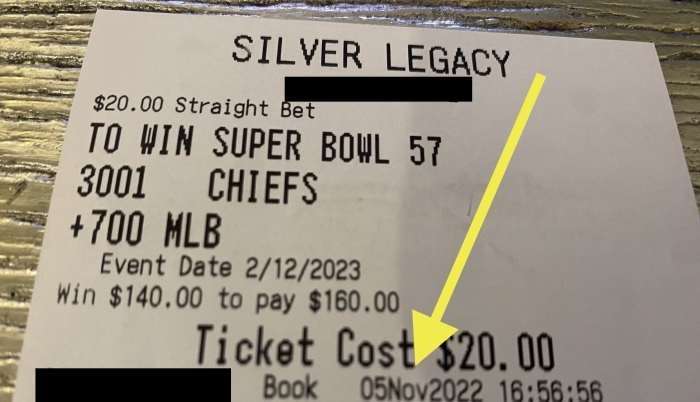 SILVER LEGACY
$20.00 Straight Bet
TO WIN SUPER BOWL 57
3001 CHIEFS
+700 MLB
Event Date 2/12/2023
Win $140.00 to pay $160.00
Ticket Cost $20.00
Book 05Nov2022 16:56:56